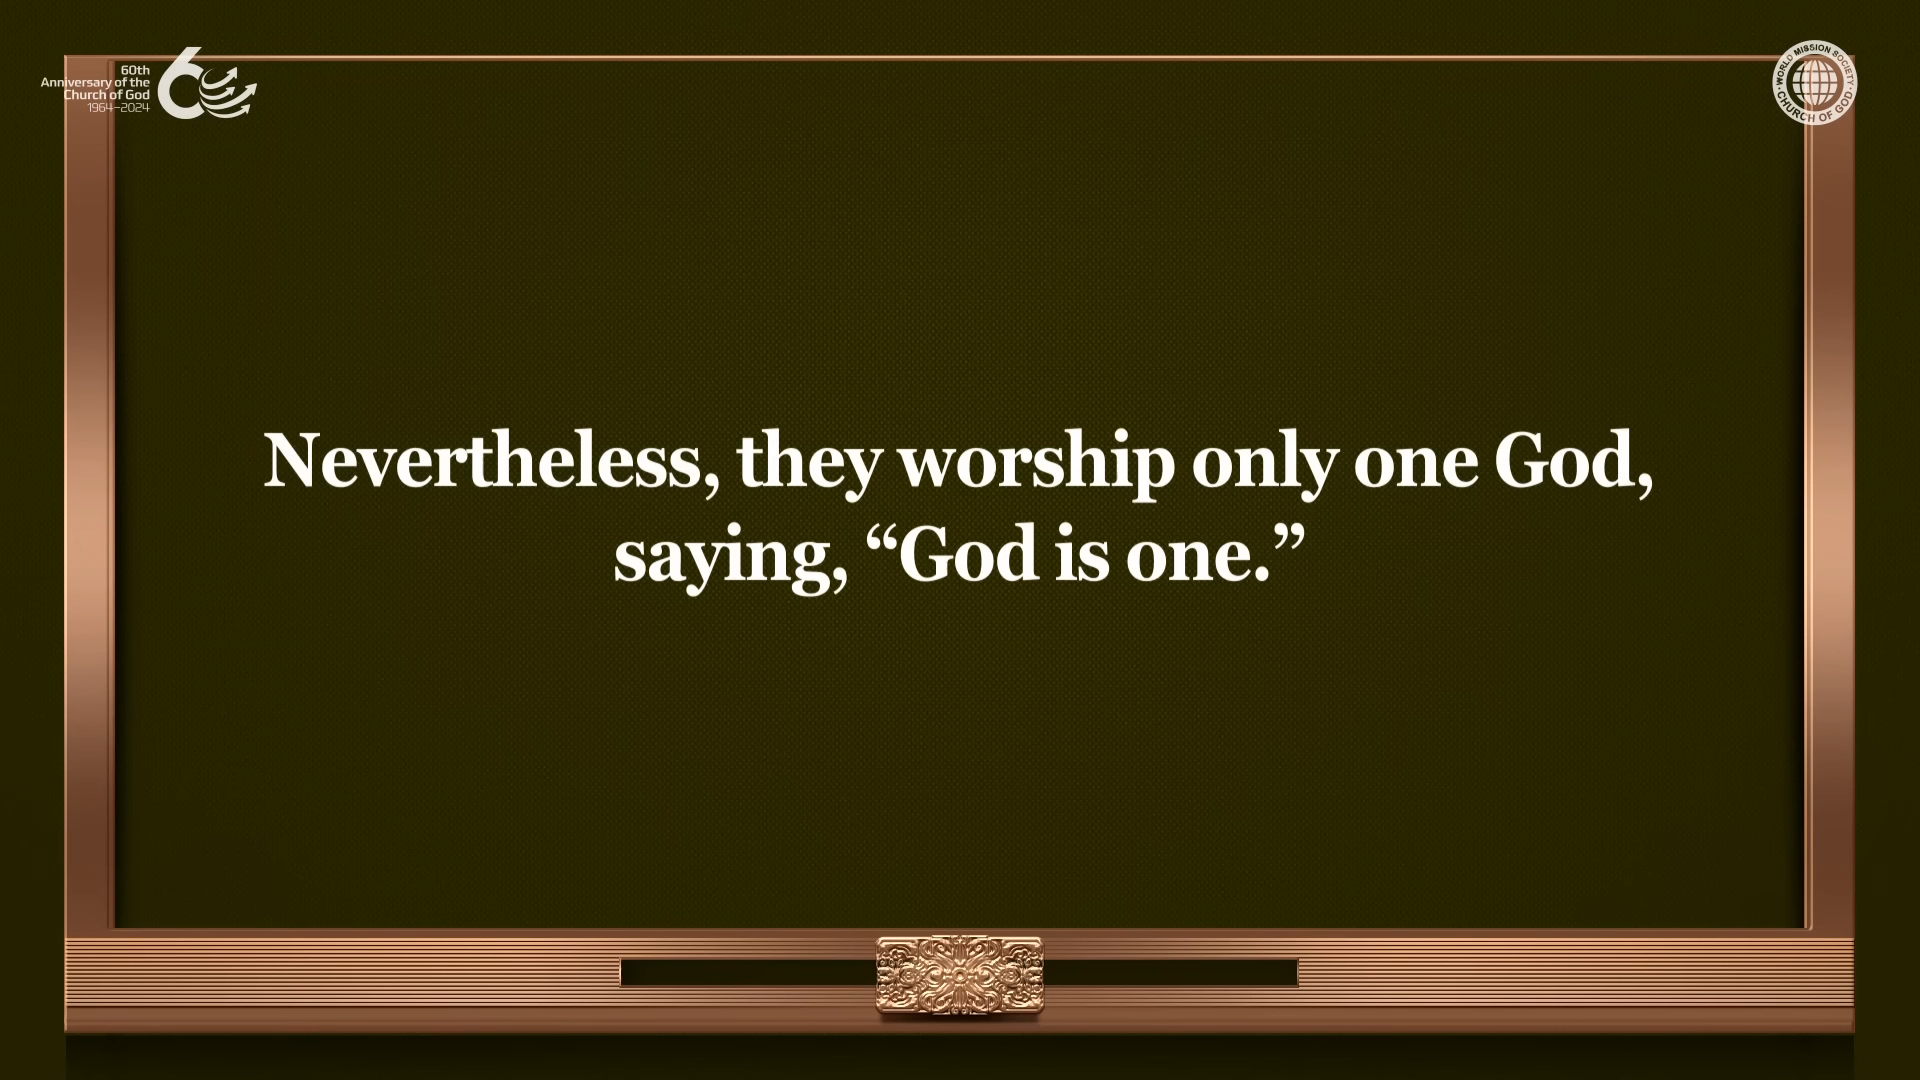 60th
Anniversary of the
Church of God
1964–2024
WORLD MISSION SOCIETY
CHURCH OF GOD
Nevertheless, they worship only one God,
saying, “God is one.”